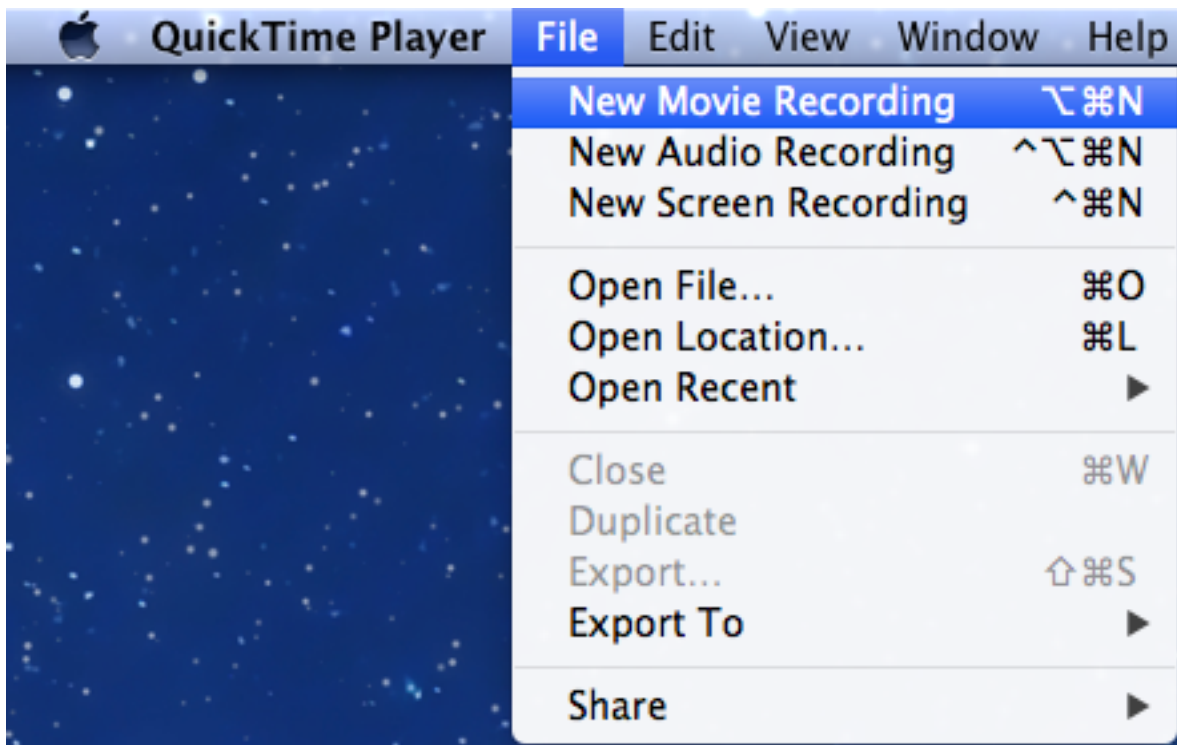 QuickTime Player File Edit View Window Help
New Movie Recording ⌥⌘N
New Audio Recording ^⌥⌘N
New Screen Recording ^⌘N
Open File... ⌘O
Open Location... ⌘L
Open Recent ▶
Close ⌘W
Duplicate
Export... ⇧⌘S
Export To ▶
Share ▶